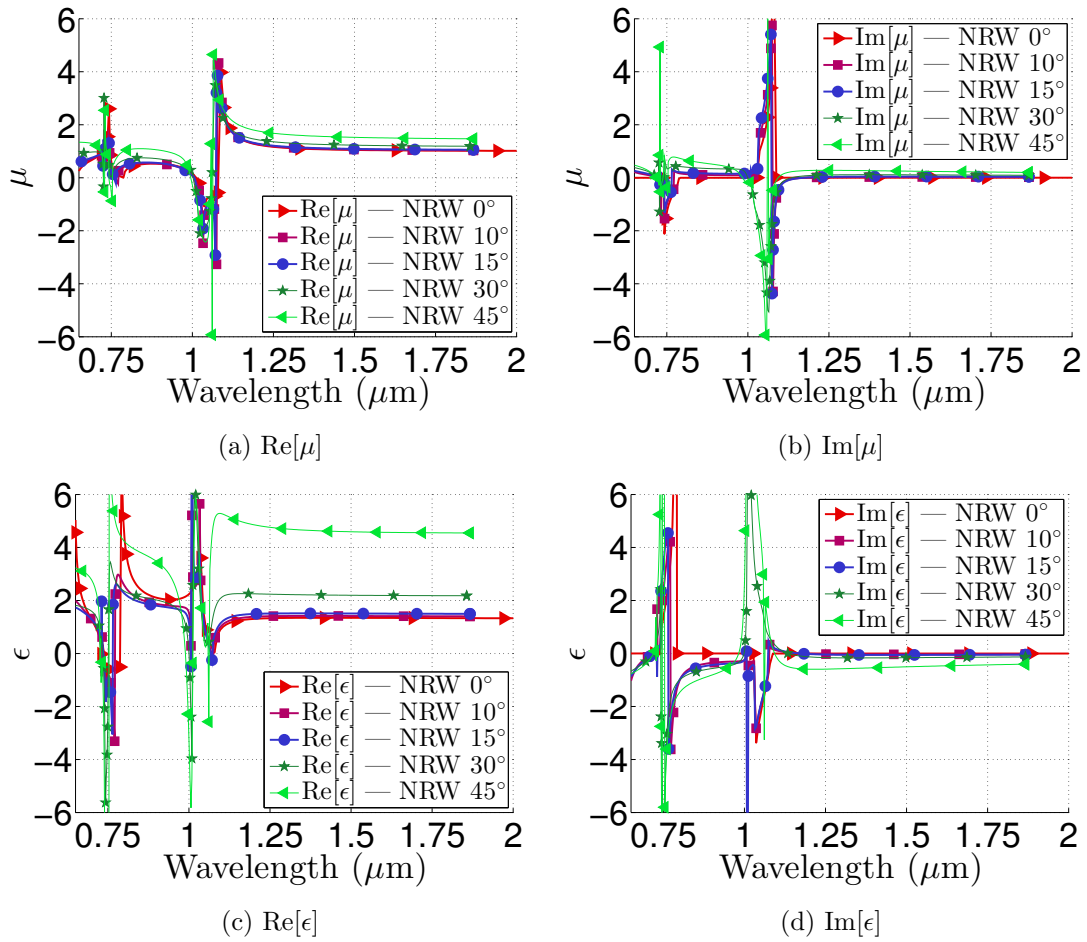 6
4
2
0
−2
−4
−6
μ
0.75
1
1.25
1.5
1.75
2
Wavelength (μm)
Re[μ] — NRW 0°
Re[μ] — NRW 10°
Re[μ] — NRW 15°
Re[μ] — NRW 30°
Re[μ] — NRW 45°
(a) Re[μ]
6
4
2
0
−2
−4
−6
μ
0.75
1
1.25
1.5
1.75
2
Wavelength (μm)
Im[μ] — NRW 0°
Im[μ] — NRW 10°
Im[μ] — NRW 15°
Im[μ] — NRW 30°
Im[μ] — NRW 45°
(b) Im[μ]
6
4
2
0
−2
−4
−6
ϵ
0.75
1
1.25
1.5
1.75
2
Wavelength (μm)
Re[ϵ] — NRW 0°
Re[ϵ] — NRW 10°
Re[ϵ] — NRW 15°
Re[ϵ] — NRW 30°
Re[ϵ] — NRW 45°
(c) Re[ϵ]
6
4
2
0
−2
−4
−6
ϵ
0.75
1
1.25
1.5
1.75
2
Wavelength (μm)
Im[ϵ] — NRW 0°
Im[ϵ] — NRW 10°
Im[ϵ] — NRW 15°
Im[ϵ] — NRW 30°
Im[ϵ] — NRW 45°
(d) Im[ϵ]